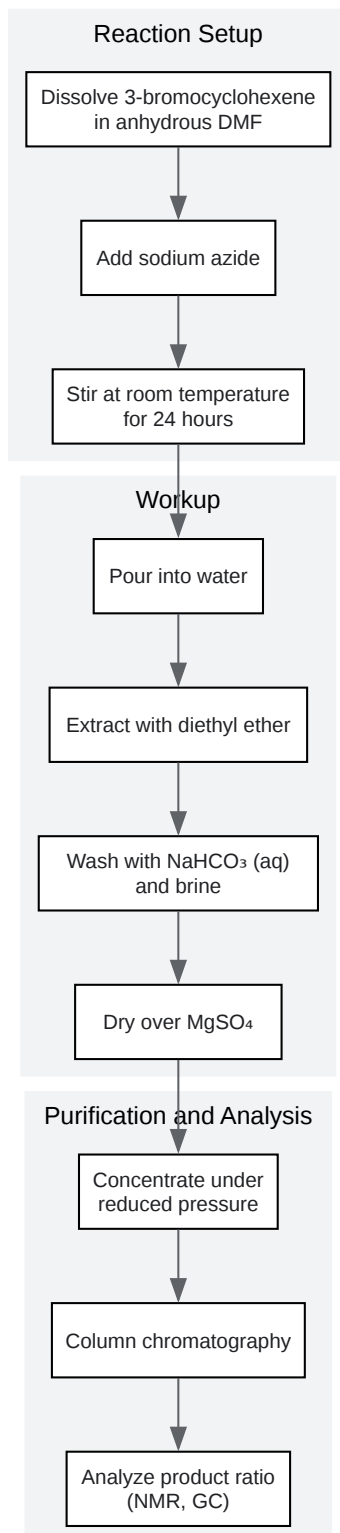 Reaction Setup
Dissolve 3-bromocyclohexene
in anhydrous DMF
Add sodium azide
Stir at room temperature
for 24 hours
Workup
Pour into water
Extract with diethyl ether
Wash with NaHCO₃ (aq)
and brine
Dry over MgSO₄
Purification and Analysis
Concentrate under
reduced pressure
Column chromatography
Analyze product ratio
(NMR, GC)